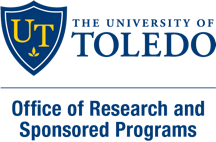 UT
THE UNIVERSITY OF
TOLEDO
Office of Research and
Sponsored Programs